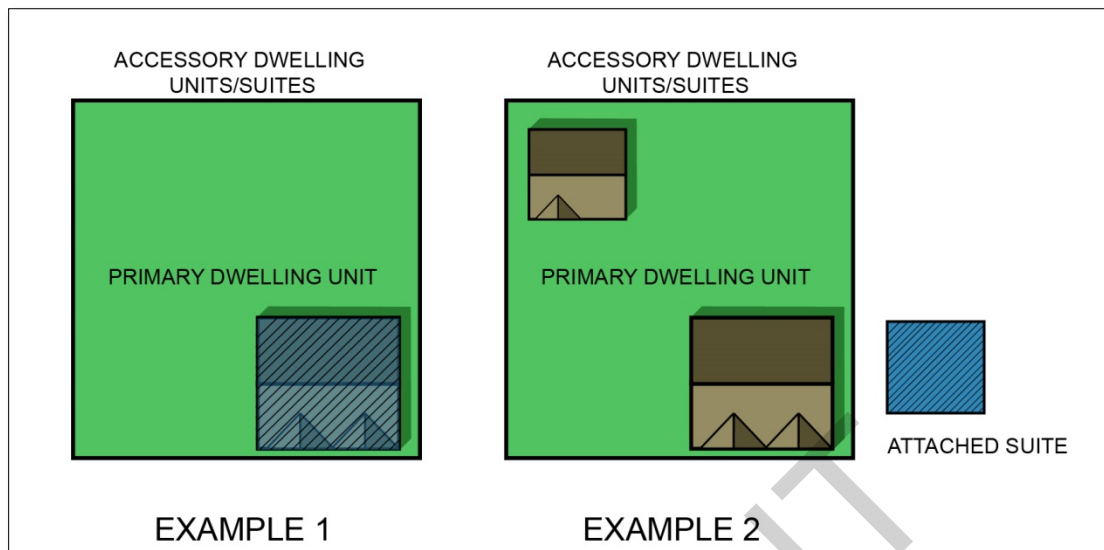 ACCESSORY DWELLING
UNITS/SUITES
PRIMARY DWELLING UNIT
EXAMPLE 1
ACCESSORY DWELLING
UNITS/SUITES
PRIMARY DWELLING UNIT
EXAMPLE 2
ATTACHED SUITE